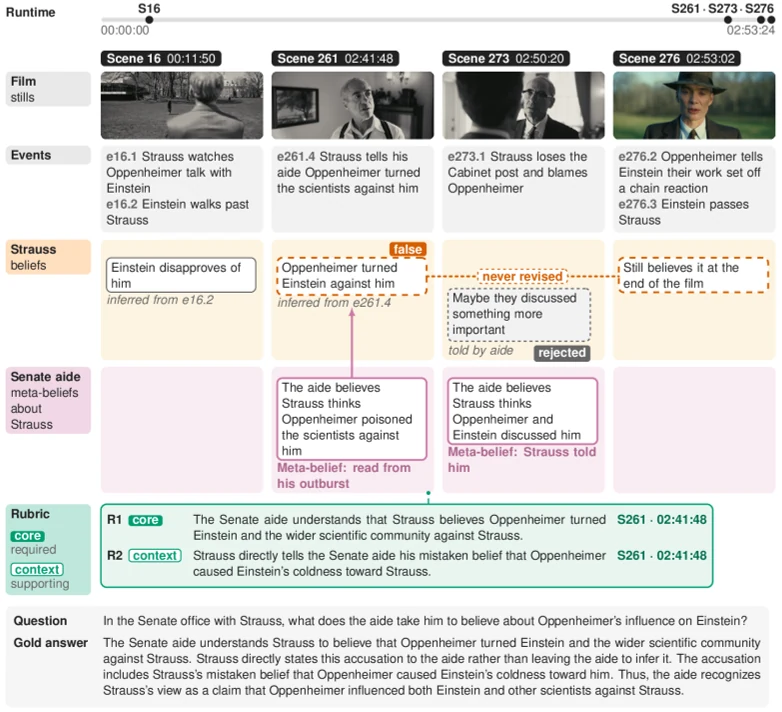 Runtime
S16
S261 · S273 · S276
00:00:00
02:53:24
Scene 16 00:11:50
Scene 261 02:41:48
Scene 273 02:50:20
Scene 276 02:53:02
Film
stills
Events
e16.1 Strauss watches
Oppenheimer talk with
Einstein
e16.2 Einstein walks past
Strauss
e261.4 Strauss tells his
aide Oppenheimer turned
the scientists against him
e273.1 Strauss loses the
Cabinet post and blames
Oppenheimer
e276.2 Oppenheimer tells
Einstein their work set off
a chain reaction
e276.3 Einstein passes
Strauss
Strauss
beliefs
Einstein disapproves of
him
inferred from e16.2
false
Oppenheimer turned
Einstein against him
inferred from e261.4
never revised
Maybe they discussed
something more
important
told by aide
rejected
Still believes it at the
end of the film
Senate aide
meta-beliefs
about
Strauss
The aide believes
Strauss thinks
Oppenheimer poisoned
the scientists against
him
Meta-belief: read from
his outburst
The aide believes
Strauss thinks
Oppenheimer and
Einstein discussed him
Meta-belief: Strauss told
him
Rubric
core
required
context
supporting
R1 core The Senate aide understands that Strauss believes Oppenheimer turned S261 · 02:41:48
Einstein and the wider scientific community against Strauss.
R2 context Strauss directly tells the Senate aide his mistaken belief that Oppenheimer S261 · 02:41:48
caused Einstein's coldness toward Strauss.
Question In the Senate office with Strauss, what does the aide take him to believe about Oppenheimer's influence on Einstein?
Gold answer The Senate aide understands Strauss to believe that Oppenheimer turned Einstein and the wider scientific community
against Strauss. Strauss directly states this accusation to the aide rather than leaving the aide to infer it. The accusation
includes Strauss's mistaken belief that Oppenheimer caused Einstein's coldness toward him. Thus, the aide recognizes
Strauss's view as a claim that Oppenheimer influenced both Einstein and other scientists against Strauss.